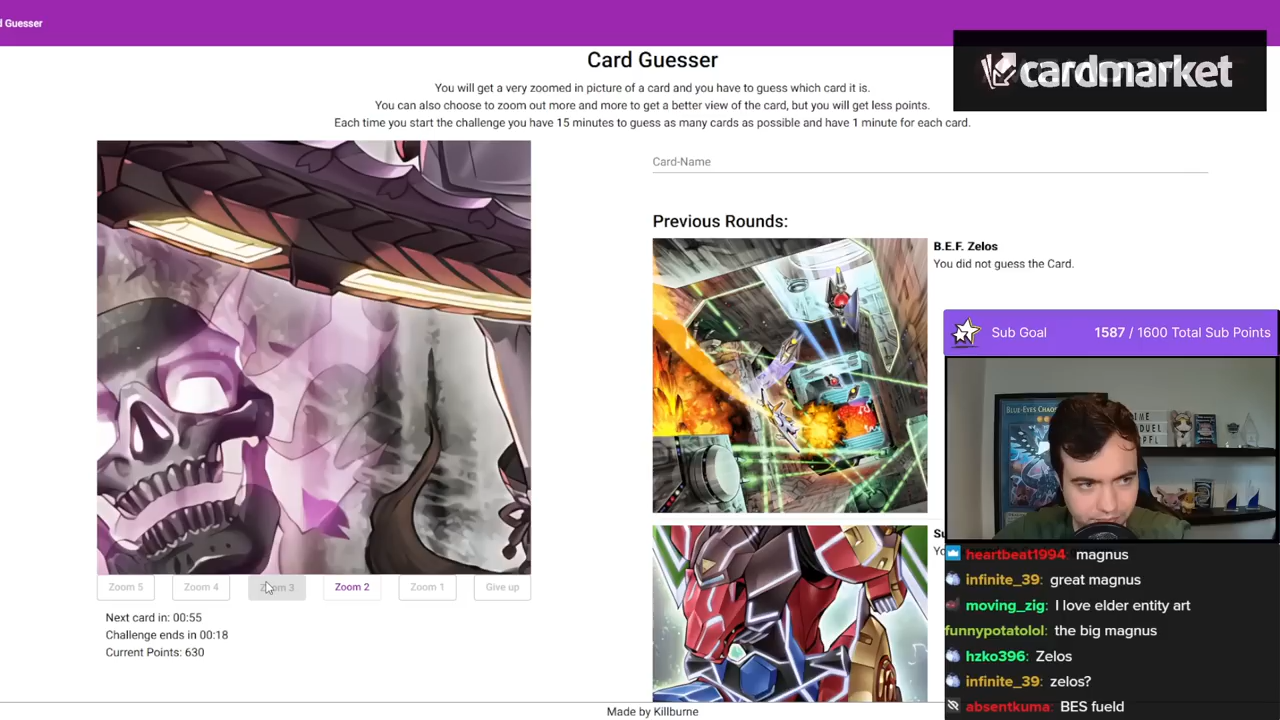 d Guesser
cardmarket
Card Guesser
You will get a very zoomed in picture of a card and you have to guess which card it is.
You can also choose to zoom out more and more to get a better view of the card, but you will get less points.
Each time you start the challenge you have 15 minutes to guess as many cards as possible and have 1 minute for each card.
Card-Name
Previous Rounds:
B.E.F. Zelos
You did not guess the Card.
Su
Yo
Sub Goal 1587 / 1600 Total Sub Points
BLUE-EYES CHAOS
heartbeat1994 magnus
infinite_39: great magnus
moving_zig: I love elder entity art
funnypotatolol: the big magnus
hzko396: Zelos
infinite_39: zelos?
absentkuma: BES fueld
Zoom 5
Zoom 4
Zoom 3
Zoom 2
Zoom 1
Give up
Next card in: 00:55
Challenge ends in 00:18
Current Points: 630
Made by Killburne